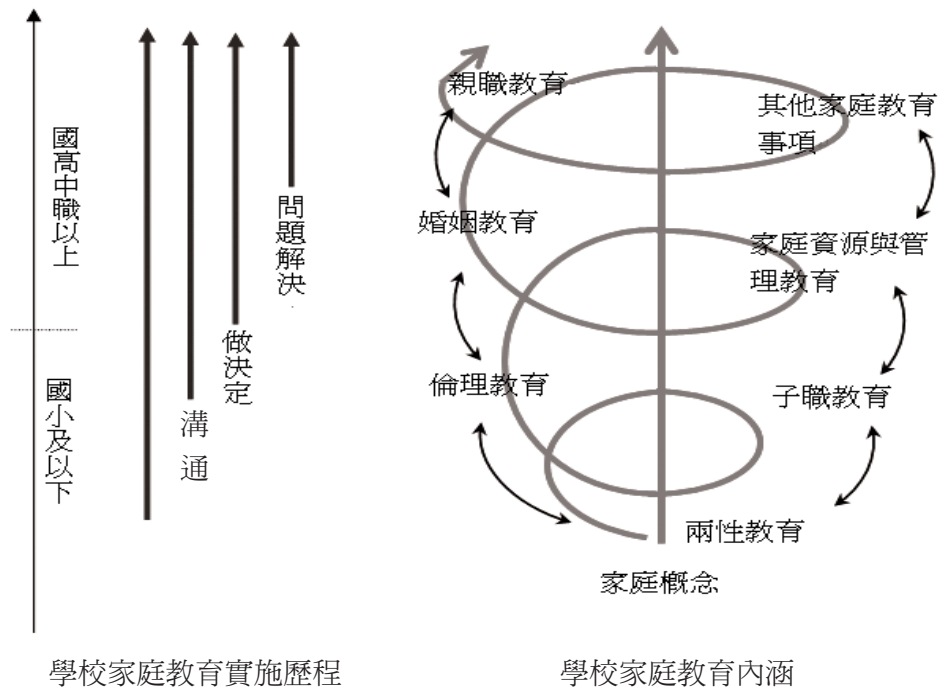 國高中職以上
國小及以下
問題解決
做決定
溝通
親職教育
其他家庭教育
事項
婚姻教育
家庭資源與管
理教育
倫理教育
子職教育
兩性教育
家庭概念
學校家庭教育實施歷程
學校家庭教育內涵